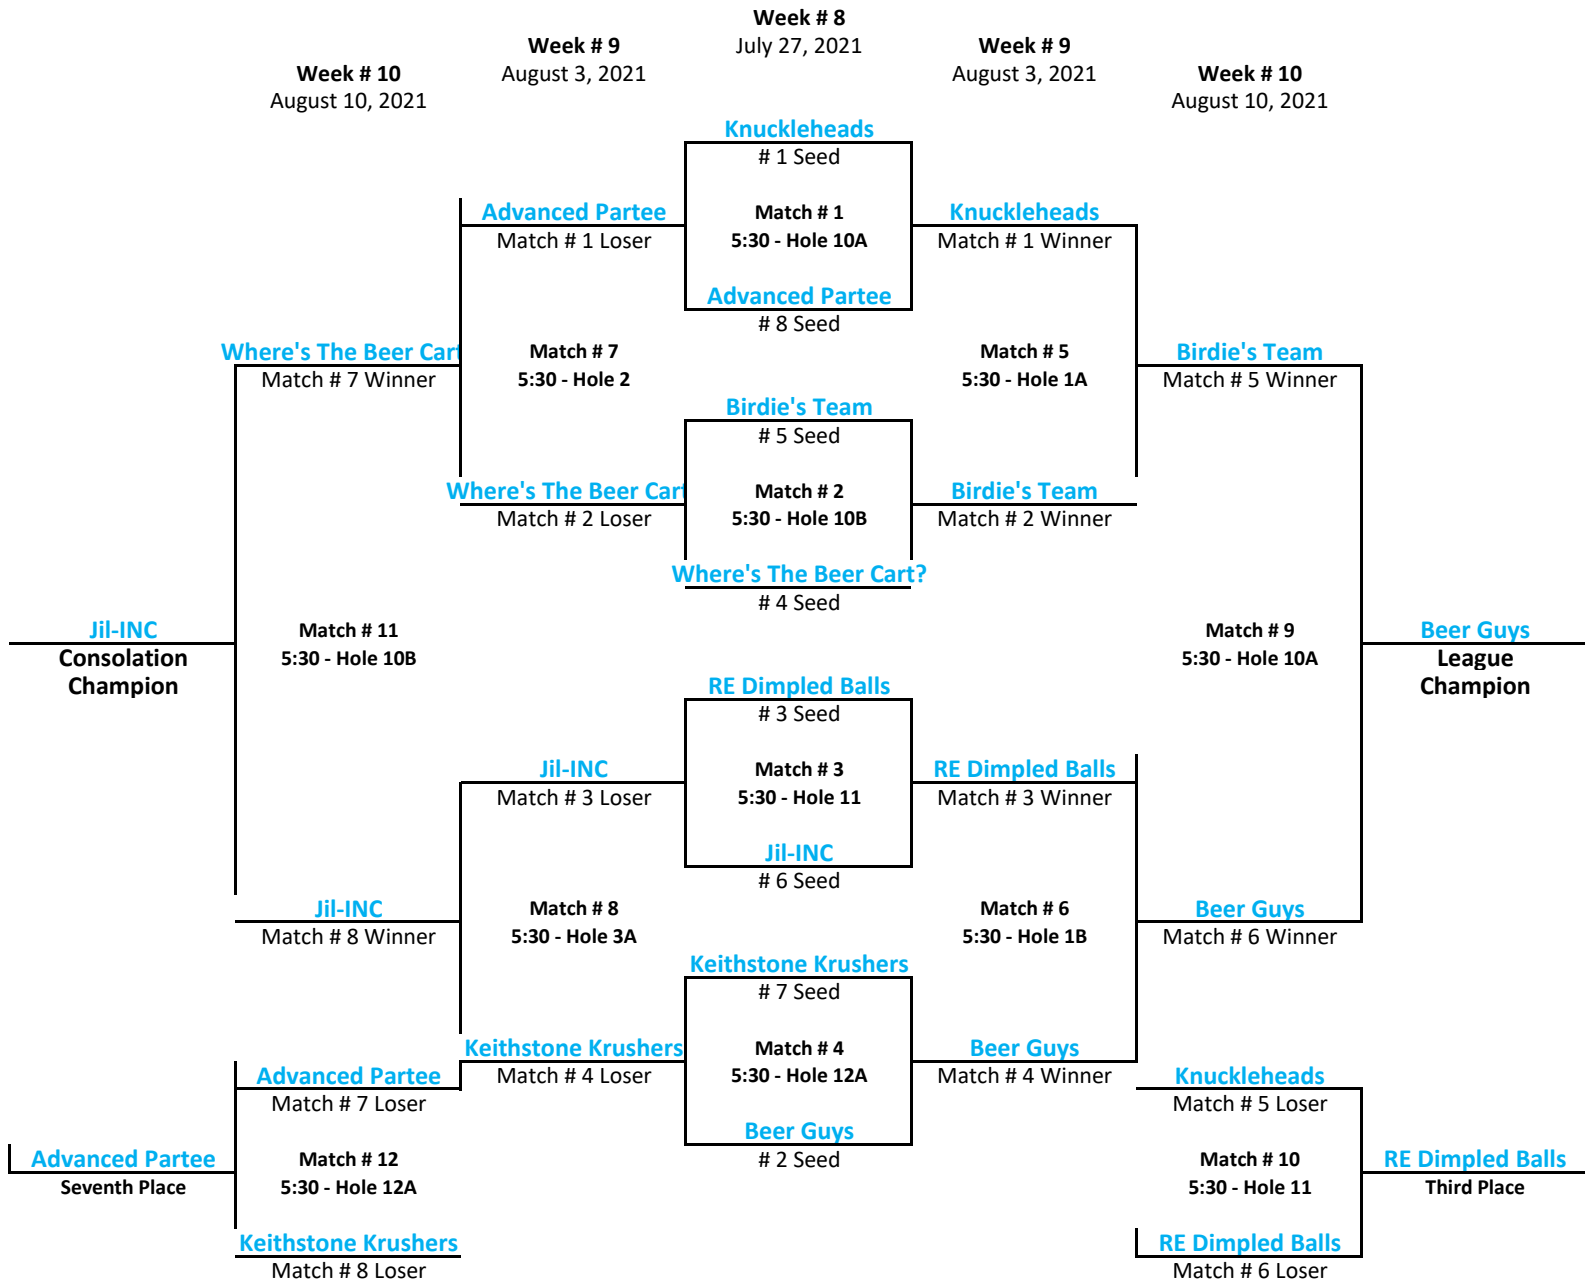 Week # 8
July 27, 2021
Week # 9
August 3, 2021
Week # 9
August 3, 2021
Week # 10
August 10, 2021
Week # 10
August 10, 2021
Knuckleheads
# 1 Seed
Advanced Partee
Match # 1 Loser
Match # 1
5:30 - Hole 10A
Knuckleheads
Match # 1 Winner
Advanced Partee
# 8 Seed
Where's The Beer Cart
Match # 7 Winner
Match # 7
5:30 - Hole 2
Match # 5
5:30 - Hole 1A
Birdie's Team
Match # 5 Winner
Birdie's Team
# 5 Seed
Where's The Beer Cart
Match # 2 Loser
Match # 2
5:30 - Hole 10B
Birdie's Team
Match # 2 Winner
Where's The Beer Cart?
# 4 Seed
Jil-INC
Consolation
Champion
Match # 11
5:30 - Hole 10B
Match # 9
5:30 - Hole 10A
Beer Guys
League
Champion
RE Dimpled Balls
# 3 Seed
Jil-INC
Match # 3 Loser
Match # 3
5:30 - Hole 11
RE Dimpled Balls
Match # 3 Winner
Jil-INC
# 6 Seed
Jil-INC
Match # 8 Winner
Match # 8
5:30 - Hole 3A
Match # 6
5:30 - Hole 1B
Beer Guys
Match # 6 Winner
Keithstone Krushers
# 7 Seed
Keithstone Krushers
Match # 4 Loser
Match # 4
5:30 - Hole 12A
Beer Guys
Match # 4 Winner
Advanced Partee
Match # 7 Loser
Knuckleheads
Match # 5 Loser
Beer Guys
# 2 Seed
Advanced Partee
Seventh Place
Match # 12
5:30 - Hole 12A
Match # 10
5:30 - Hole 11
RE Dimpled Balls
Third Place
Keithstone Krushers
Match # 8 Loser
RE Dimpled Balls
Match # 6 Loser